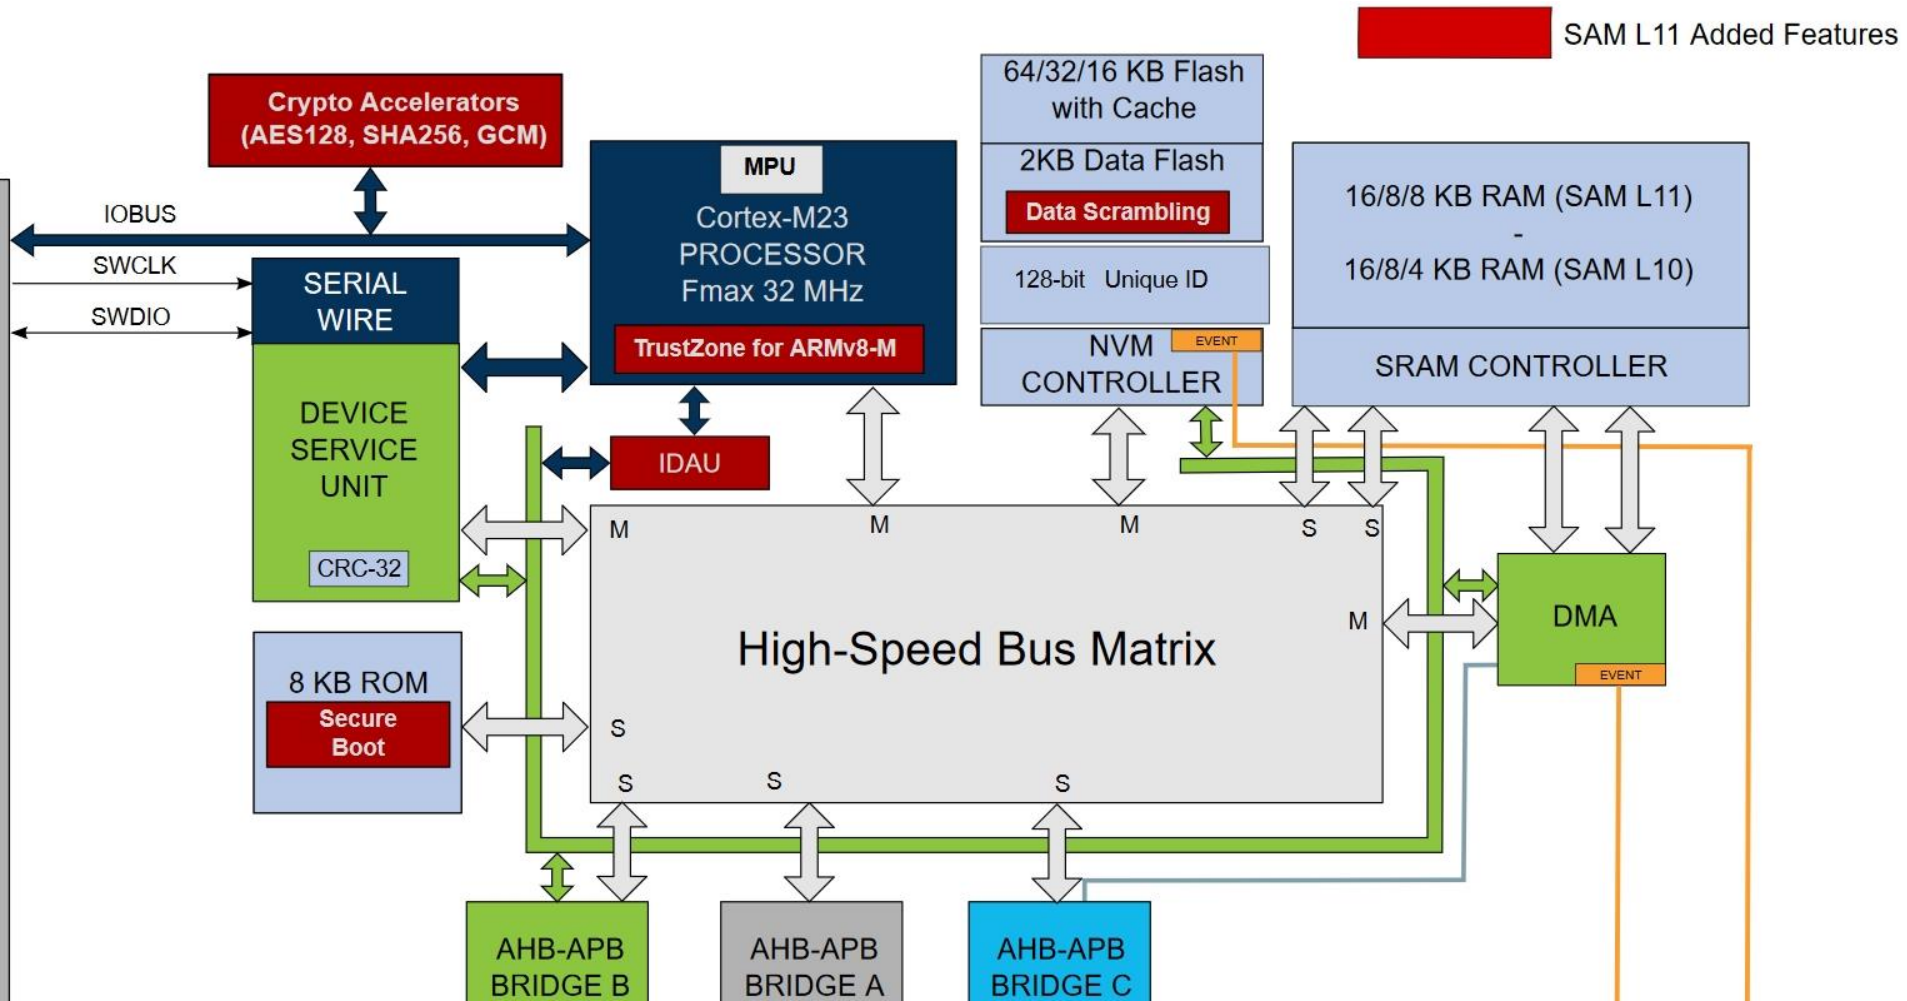 SAM L11 Added Features
64/32/16 KB Flash
with Cache
Crypto Accelerators
(AES128, SHA256, GCM)
MPU
2KB Data Flash
Data Scrambling
16/8/8 KB RAM (SAM L11)
-
16/8/4 KB RAM (SAM L10)
IOBUS
Cortex-M23
PROCESSOR
Fmax 32 MHz
SWCLK
SERIAL
WIRE
128-bit Unique ID
SWDIO
TrustZone for ARMv8-M
NVM
CONTROLLER
EVENT
SRAM CONTROLLER
DEVICE
SERVICE
UNIT
IDAU
CRC-32
M
M
M
S
S
M
DMA
EVENT
High-Speed Bus Matrix
8 KB ROM
Secure
Boot
S
S
S
S
AHB-APB
BRIDGE B
AHB-APB
BRIDGE A
AHB-APB
BRIDGE C